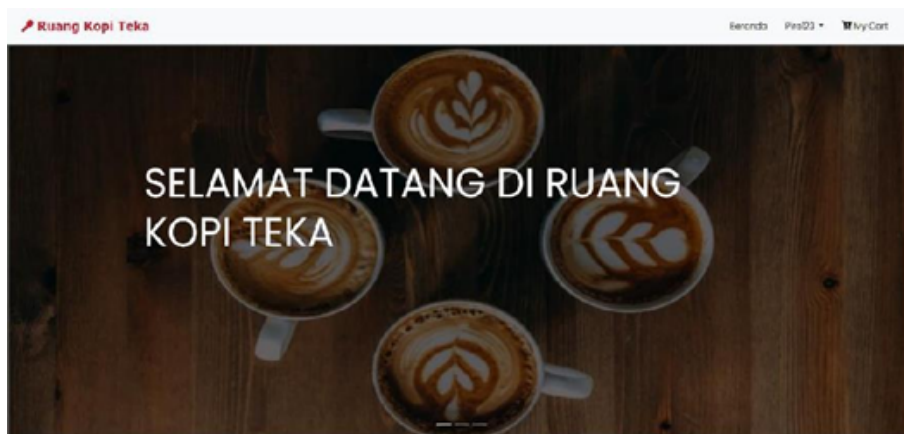 Ruang Kopi Teka
Beranda
My Cart
SELAMAT DATANG DI RUANG
KOPI TEKA